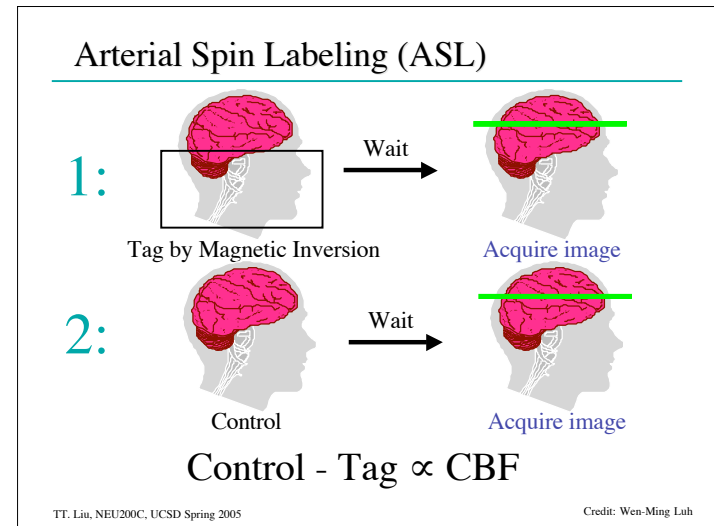 Arterial Spin Labeling (ASL)
1:
Wait
Tag by Magnetic Inversion
Acquire image
2:
Wait
Control
Acquire image
Control - Tag ∝ CBF
TT. Liu, NEU200C, UCSD Spring 2005
Credit: Wen-Ming Luh